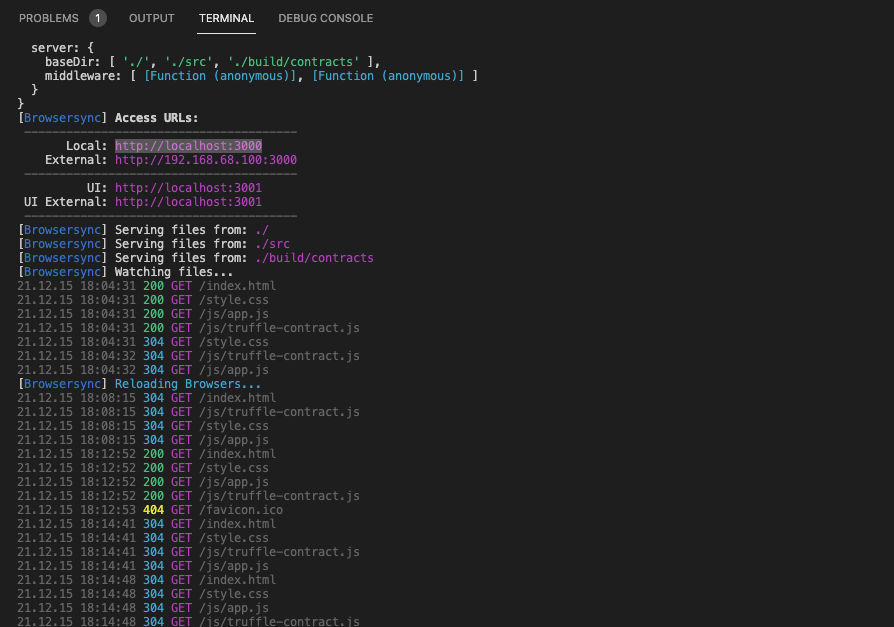 PROBLEMS 1 OUTPUT TERMINAL DEBUG CONSOLE
server: {
baseDir: [ './', './src', './build/contracts' ],
middleware: [ [Function (anonymous)], [Function (anonymous)] ]
}
}
[Browsersync] Access URLs:
--------------------------------------
Local: http://localhost:3000
External: http://192.168.68.100:3000
--------------------------------------
UI: http://localhost:3001
UI External: http://localhost:3001
--------------------------------------
[Browsersync] Serving files from: ./
[Browsersync] Serving files from: ./src
[Browsersync] Serving files from: ./build/contracts
[Browsersync] Watching files...
21.12.15 18:04:31 200 GET /index.html
21.12.15 18:04:31 200 GET /style.css
21.12.15 18:04:31 200 GET /js/app.js
21.12.15 18:04:31 200 GET /js/truffle-contract.js
21.12.15 18:04:31 304 GET /style.css
21.12.15 18:04:32 304 GET /js/truffle-contract.js
21.12.15 18:04:32 304 GET /js/app.js
[Browsersync] Reloading Browsers...
21.12.15 18:08:15 304 GET /index.html
21.12.15 18:08:15 304 GET /js/truffle-contract.js
21.12.15 18:08:15 304 GET /style.css
21.12.15 18:08:15 304 GET /js/app.js
21.12.15 18:12:52 200 GET /index.html
21.12.15 18:12:52 200 GET /style.css
21.12.15 18:12:52 200 GET /js/app.js
21.12.15 18:12:52 200 GET /js/truffle-contract.js
21.12.15 18:12:53 404 GET /favicon.ico
21.12.15 18:14:41 304 GET /index.html
21.12.15 18:14:41 304 GET /style.css
21.12.15 18:14:41 304 GET /js/truffle-contract.js
21.12.15 18:14:41 304 GET /js/app.js
21.12.15 18:14:48 304 GET /index.html
21.12.15 18:14:48 304 GET /style.css
21.12.15 18:14:48 304 GET /js/app.js
21.12.15 18:14:48 304 GET /js/truffle-contract.js